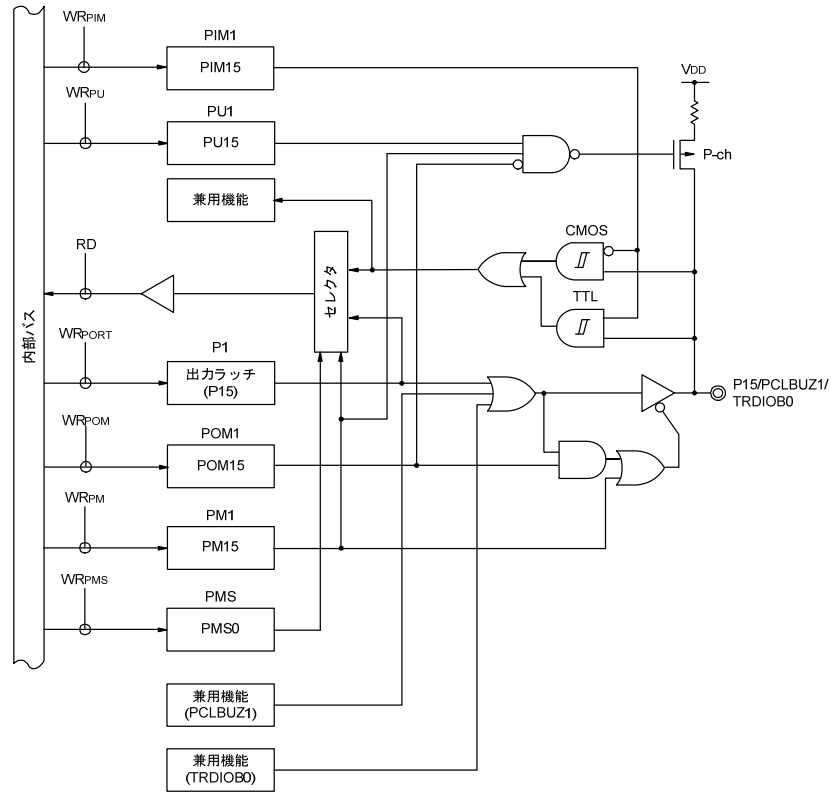 WRPIM
PIM1
PIM15
VDD
WRPU
PU1
PU15
P-ch
兼用機能
CMOS
RD
セレクタ
TTL
内部バス
WRPORT
P1
出力ラッチ
(P15)
P15/PCLBUZ1/
TRDIOB0
WRPOM
POM1
POM15
WRPM
PM1
PM15
WRPMS
PMS
PMS0
兼用機能
(PCLBUZ1)
兼用機能
(TRDIOB0)